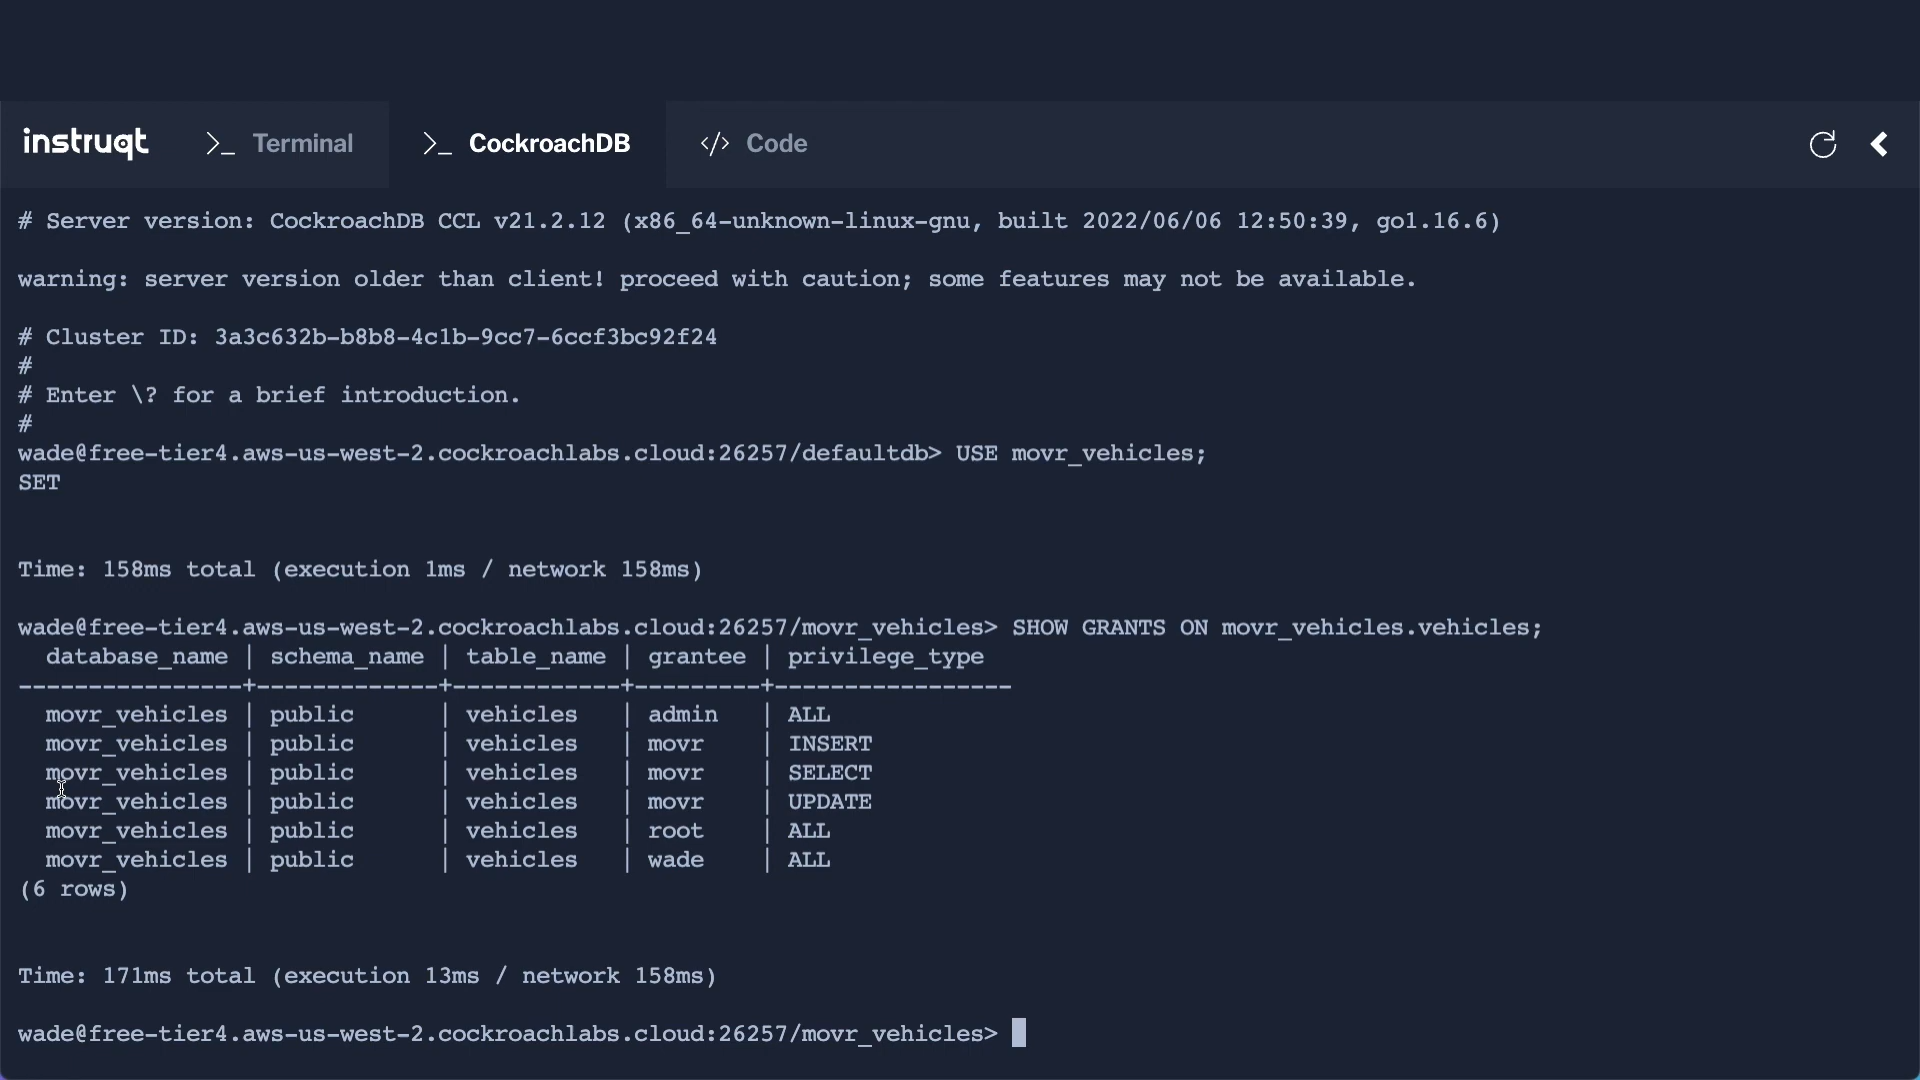 instruqt >_ Terminal >_ CockroachDB </> Code
# Server version: CockroachDB CCL v21.2.12 (x86_64-unknown-linux-gnu, built 2022/06/06 12:50:39, go1.16.6)
warning: server version older than client! proceed with caution; some features may not be available.
# Cluster ID: 3a3c632b-b8b8-4c1b-9cc7-6ccf3bc92f24
#
# Enter \? for a brief introduction.
#
wade@free-tier4.aws-us-west-2.cockroachlabs.cloud:26257/defaultdb> USE movr_vehicles;
SET
Time: 158ms total (execution 1ms / network 158ms)
wade@free-tier4.aws-us-west-2.cockroachlabs.cloud:26257/movr_vehicles> SHOW GRANTS ON movr_vehicles.vehicles;
  database_name | schema_name | table_name | grantee | privilege_type
----------------+-------------+------------+---------+-----------------
  movr_vehicles | public      | vehicles   | admin   | ALL
  movr_vehicles | public      | vehicles   | movr    | INSERT
  movr_vehicles | public      | vehicles   | movr    | SELECT
  movr_vehicles | public      | vehicles   | movr    | UPDATE
  movr_vehicles | public      | vehicles   | root    | ALL
  movr_vehicles | public      | vehicles   | wade    | ALL
(6 rows)
Time: 171ms total (execution 13ms / network 158ms)
wade@free-tier4.aws-us-west-2.cockroachlabs.cloud:26257/movr_vehicles>